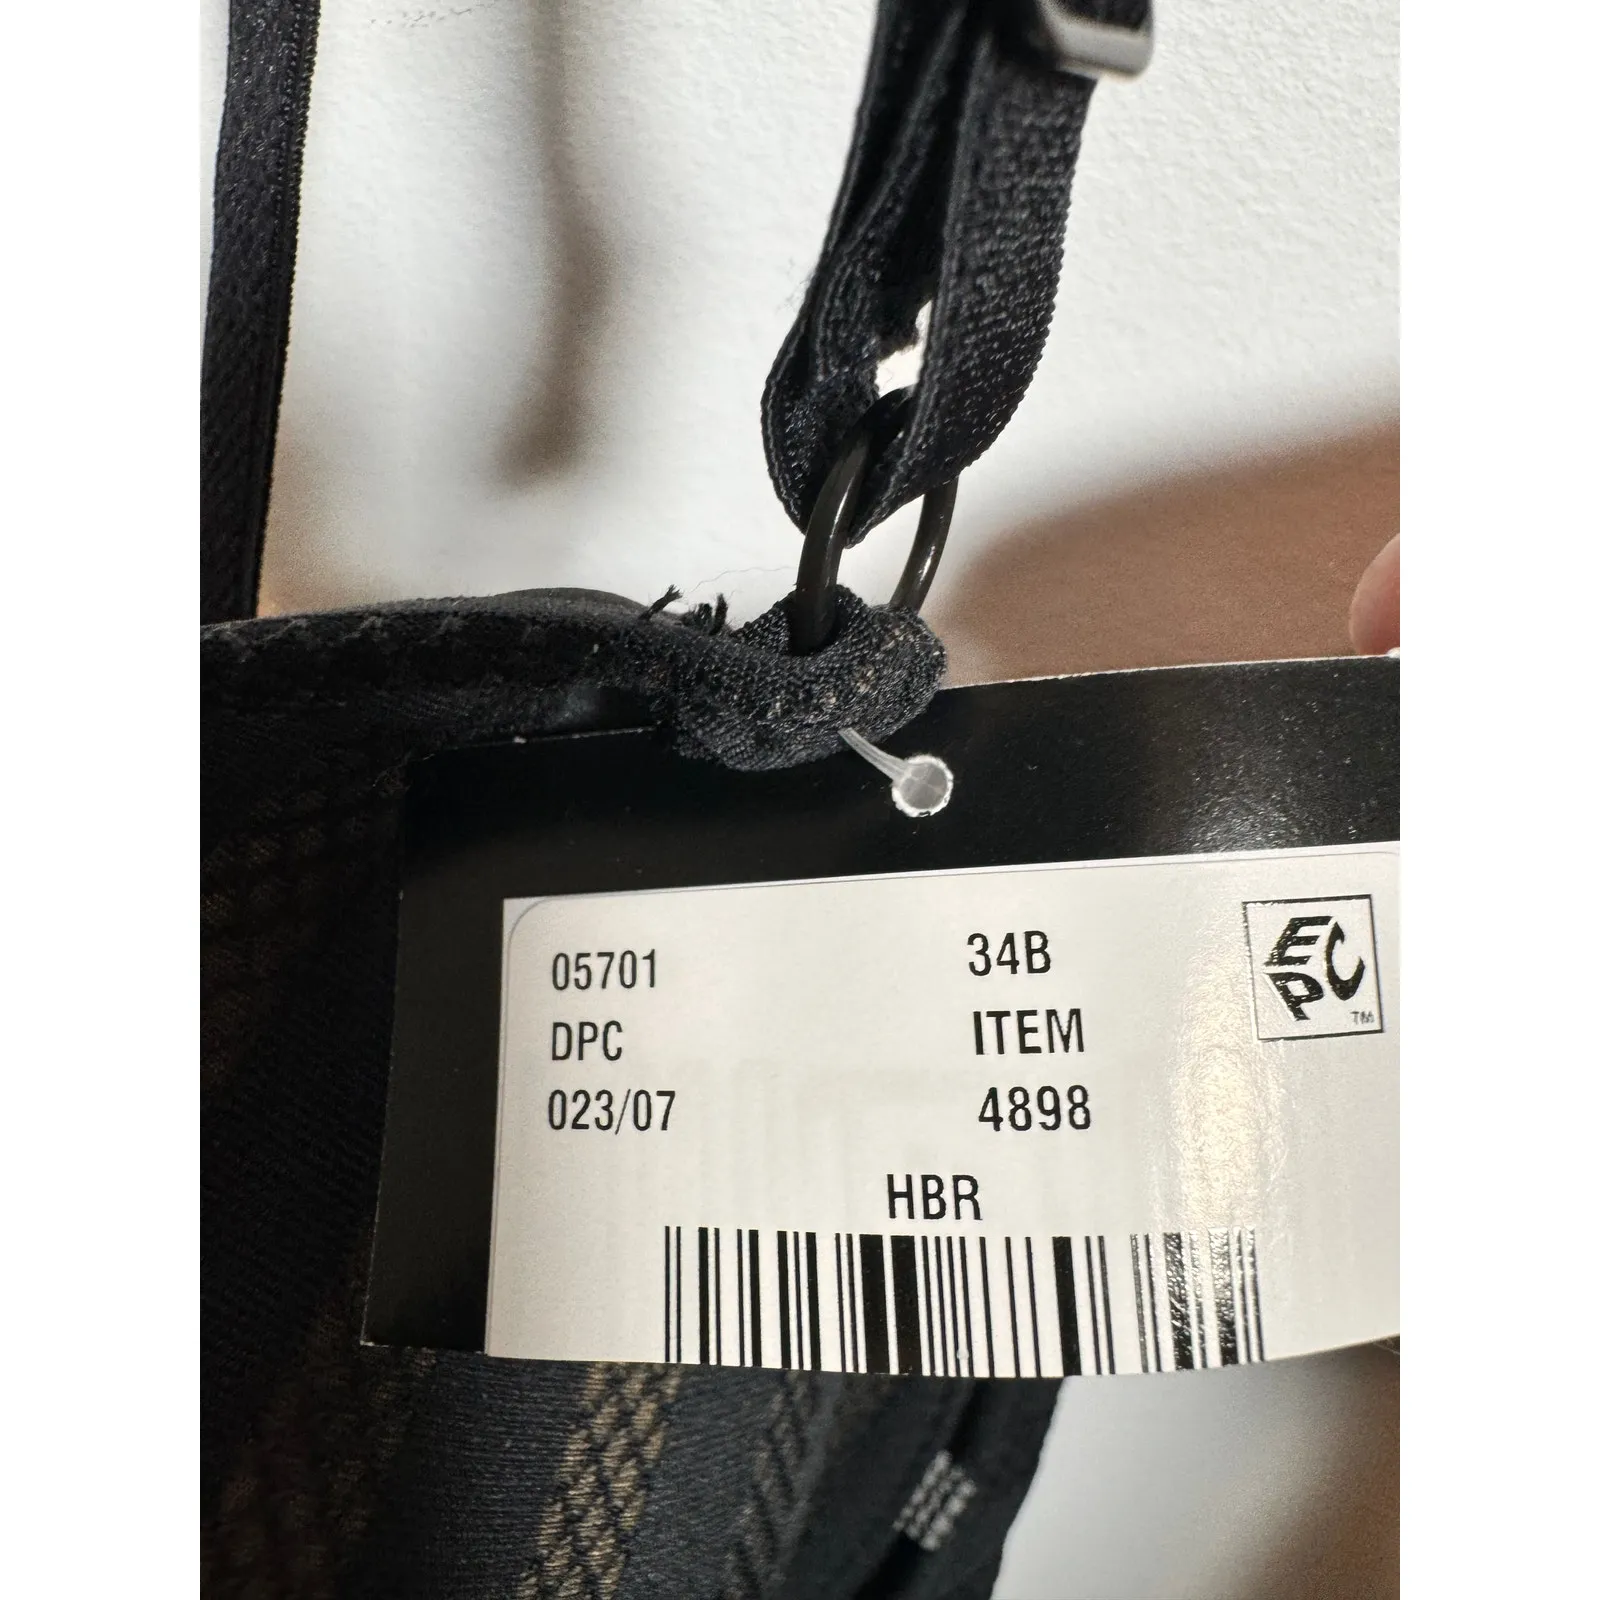 05701 34B
DPC ITEM
023/07 4898
HBR
EPC
TM